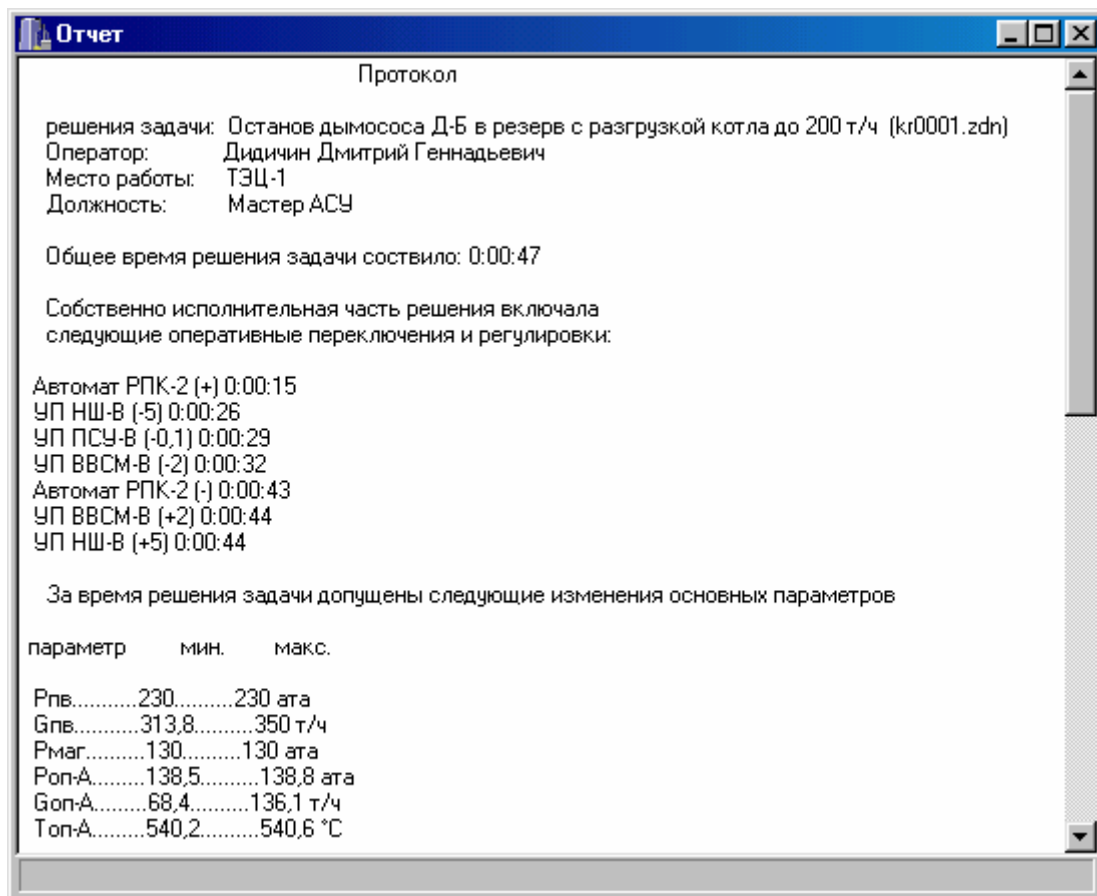 Отчет
Протокол
решения задачи: Останов дымососа Д-Б в резерв с разгрузкой котла до 200 т/ч (kr0001.zdn)
Оператор: Дидичин Дмитрий Геннадьевич
Место работы: ТЭЦ-1
Должность: Мастер АСУ
Общее время решения задачи соствило: 0:00:47
Собственно исполнительная часть решения включала
следующие оперативные переключения и регулировки:
Автомат РПК-2 (+) 0:00:15
УП НШ-В (-5) 0:00:26
УП ПСУ-В (-0,1) 0:00:29
УП ВВСМ-В (-2) 0:00:32
Автомат РПК-2 (-) 0:00:43
УП ВВСМ-В (+2) 0:00:44
УП НШ-В (+5) 0:00:44
За время решения задачи допущены следующие изменения основных параметров
параметр мин. макс.
Pпв...........230..........230 ата
Gпв...........313,8..........350 т/ч
Pмаг..........130..........130 ата
Pоп-А.........138,5..........138,8 ата
Gоп-А.........68,4..........136,1 т/ч
Tоп-А.........540,2..........540,6 °C